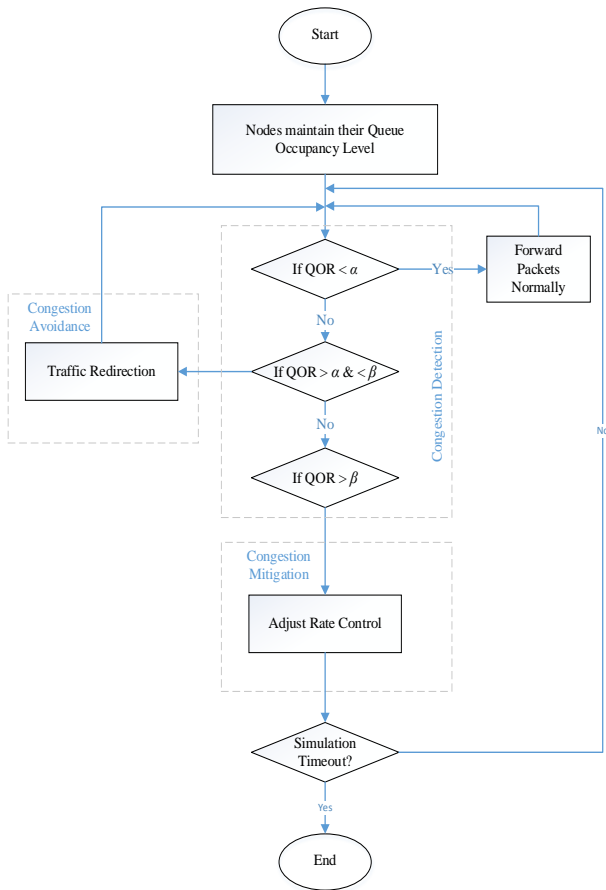 Start
Nodes maintain their Queue
Occupancy Level
If QOR < α
Yes
Forward
Packets
Normally
No
Congestion
Avoidance
Traffic Redirection
If QOR > α & < β
Congestion Detection
No
If QOR > β
No
Congestion
Mitigation
Adjust Rate Control
Simulation
Timeout?
Yes
End